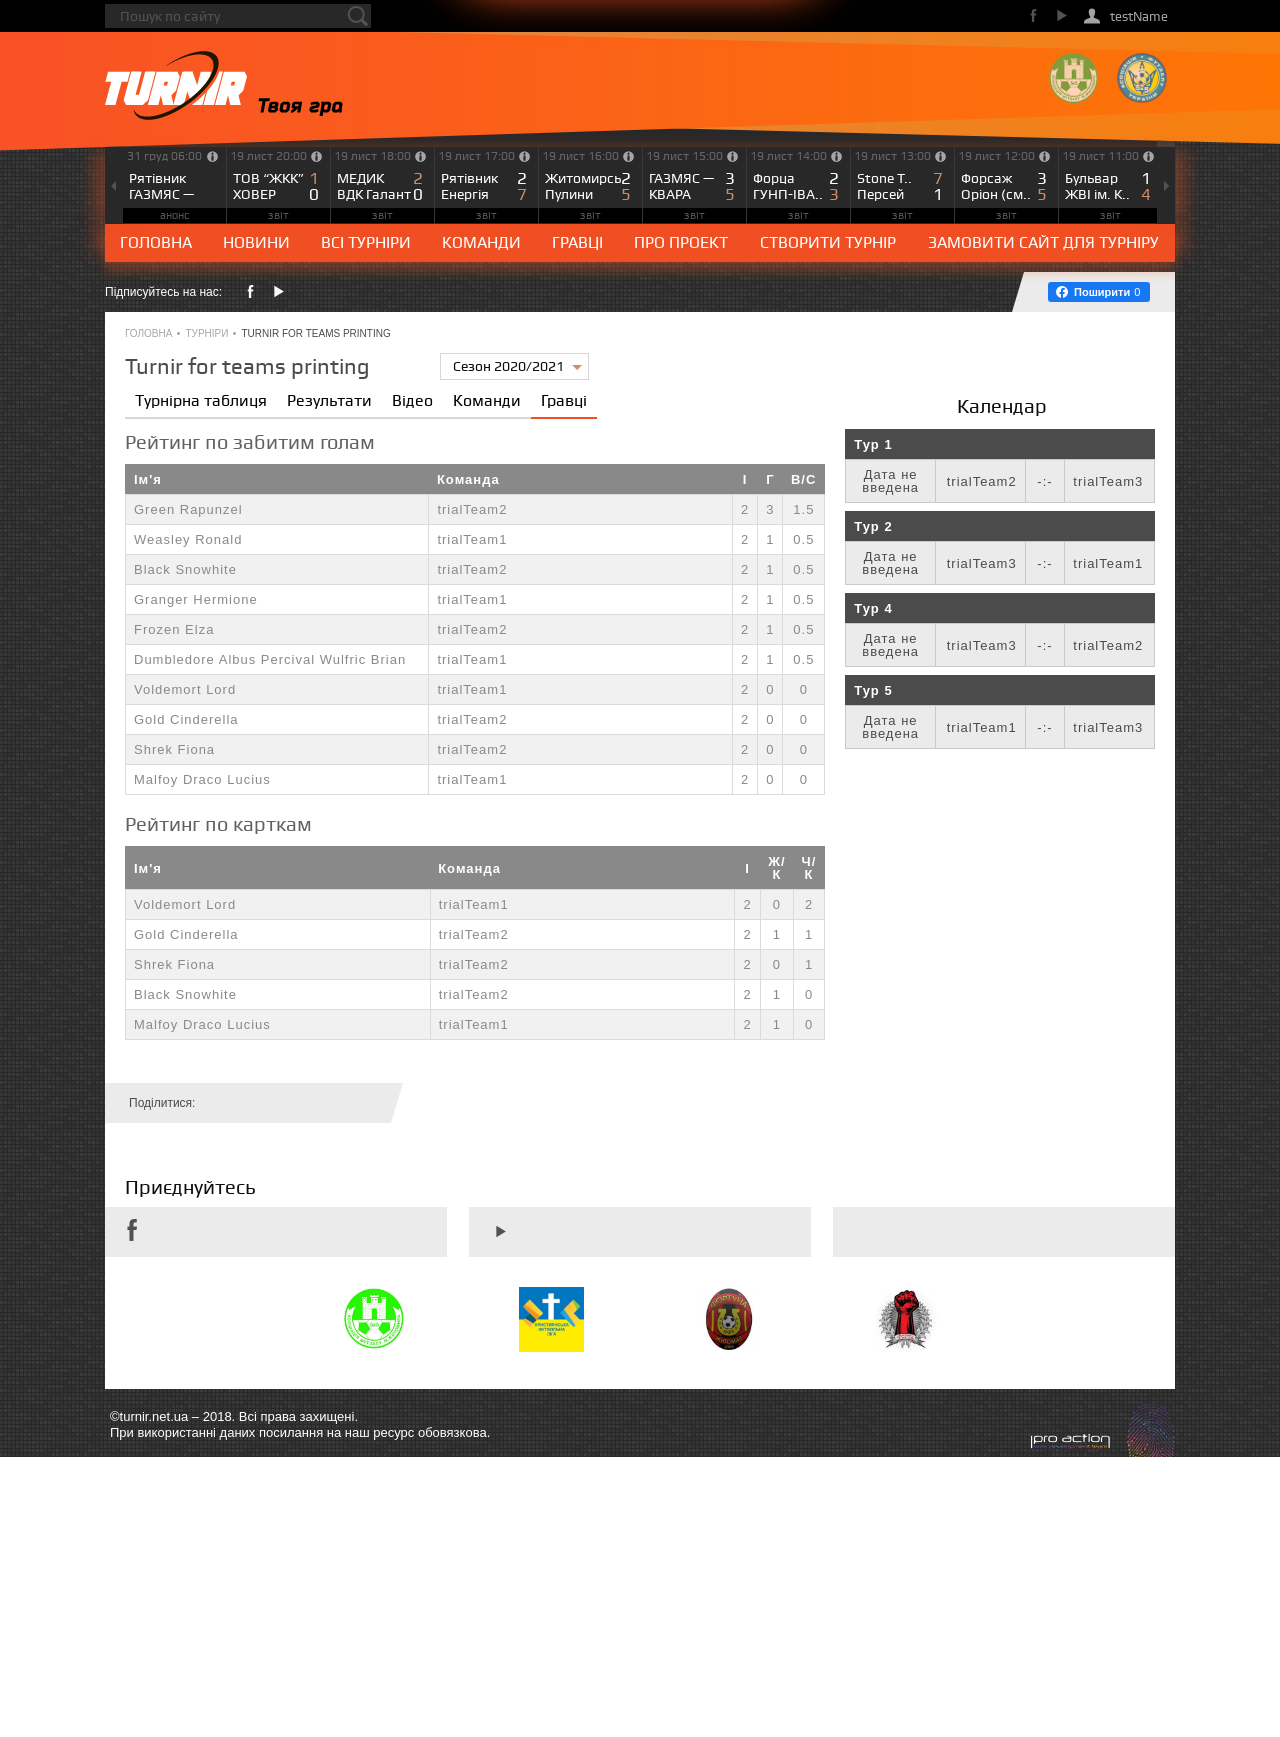 Пошук по сайту
testName
TURNIR Твоя гра
31 груд 06:00
Рятівник
ГАЗМЯС —
анонс
19 лист 20:00
ТОВ “ЖКК” 1
ХОВЕР 0
звіт
19 лист 18:00
МЕДИК 2
ВДК Галант 0
звіт
19 лист 17:00
Рятівник 2
Енергія 7
звіт
19 лист 16:00
Житомирсь 2
Пулини 5
звіт
19 лист 15:00
ГАЗМЯС — 3
КВАРА 5
звіт
19 лист 14:00
Форца 2
ГУНП-ІВА.. 3
звіт
19 лист 13:00
Stone T.. 7
Персей 1
звіт
19 лист 12:00
Форсаж 3
Оріон (см.. 5
звіт
19 лист 11:00
Бульвар 1
ЖВІ ім. К.. 4
звіт
ГОЛОВНА НОВИНИ ВСІ ТУРНІРИ КОМАНДИ ГРАВЦІ ПРО ПРОЕКТ СТВОРИТИ ТУРНІР ЗАМОВИТИ САЙТ ДЛЯ ТУРНІРУ
Підписуйтесь на нас:
Поширити 0
ГОЛОВНА • ТУРНІРИ • TURNIR FOR TEAMS PRINTING
Turnir for teams printing
Сезон 2020/2021
Турнірна таблиця Результати Відео Команди Гравці
Рейтинг по забитим голам
Ім'я Команда І Г В/С
Green Rapunzel trialTeam2 2 3 1.5
Weasley Ronald trialTeam1 2 1 0.5
Black Snowhite trialTeam2 2 1 0.5
Granger Hermione trialTeam1 2 1 0.5
Frozen Elza trialTeam2 2 1 0.5
Dumbledore Albus Percival Wulfric Brian trialTeam1 2 1 0.5
Voldemort Lord trialTeam1 2 0 0
Gold Cinderella trialTeam2 2 0 0
Shrek Fiona trialTeam2 2 0 0
Malfoy Draco Lucius trialTeam1 2 0 0
Рейтинг по карткам
Ім'я Команда І Ж/К Ч/К
Voldemort Lord trialTeam1 2 0 2
Gold Cinderella trialTeam2 2 1 1
Shrek Fiona trialTeam2 2 0 1
Black Snowhite trialTeam2 2 1 0
Malfoy Draco Lucius trialTeam1 2 1 0
Календар
Тур 1
Дата не введена trialTeam2 -:- trialTeam3
Тур 2
Дата не введена trialTeam3 -:- trialTeam1
Тур 4
Дата не введена trialTeam3 -:- trialTeam2
Тур 5
Дата не введена trialTeam1 -:- trialTeam3
Поділитися:
Приєднуйтесь
©turnir.net.ua – 2018. Всі права захищені.
При використанні даних посилання на наш ресурс обовязкова.
pro action